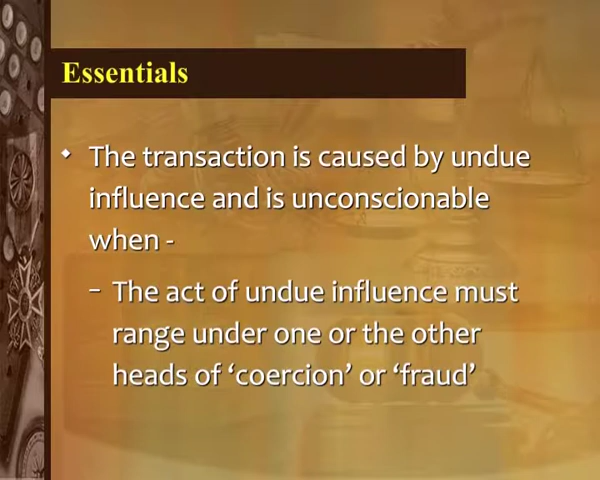 Essentials
• The transaction is caused by undue
influence and is unconscionable
when -
– The act of undue influence must
range under one or the other
heads of ‘coercion’ or ‘fraud’